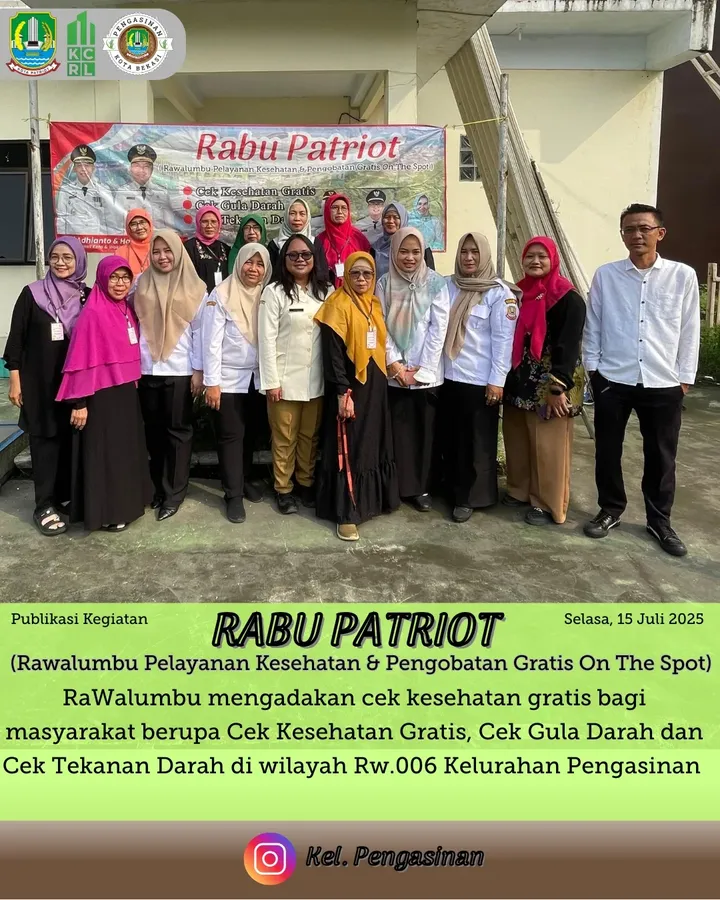 KOTA BEKASI
KCRL
PENGASINAN
KOTA BEKASI
Rabu Patriot
(Rawalumbu Pelayanan Kesehatan & Pengobatan Gratis On The Spot)
Cek Kesehatan Gratis
Cek Gula Darah
Publikasi Kegiatan
RABU PATRIOT
Selasa, 15 Juli 2025
(Rawalumbu Pelayanan Kesehatan & Pengobatan Gratis On The Spot)
RaWalumbu mengadakan cek kesehatan gratis bagi
masyarakat berupa Cek Kesehatan Gratis, Cek Gula Darah dan
Cek Tekanan Darah di wilayah Rw.006 Kelurahan Pengasinan
Kel. Pengasinan